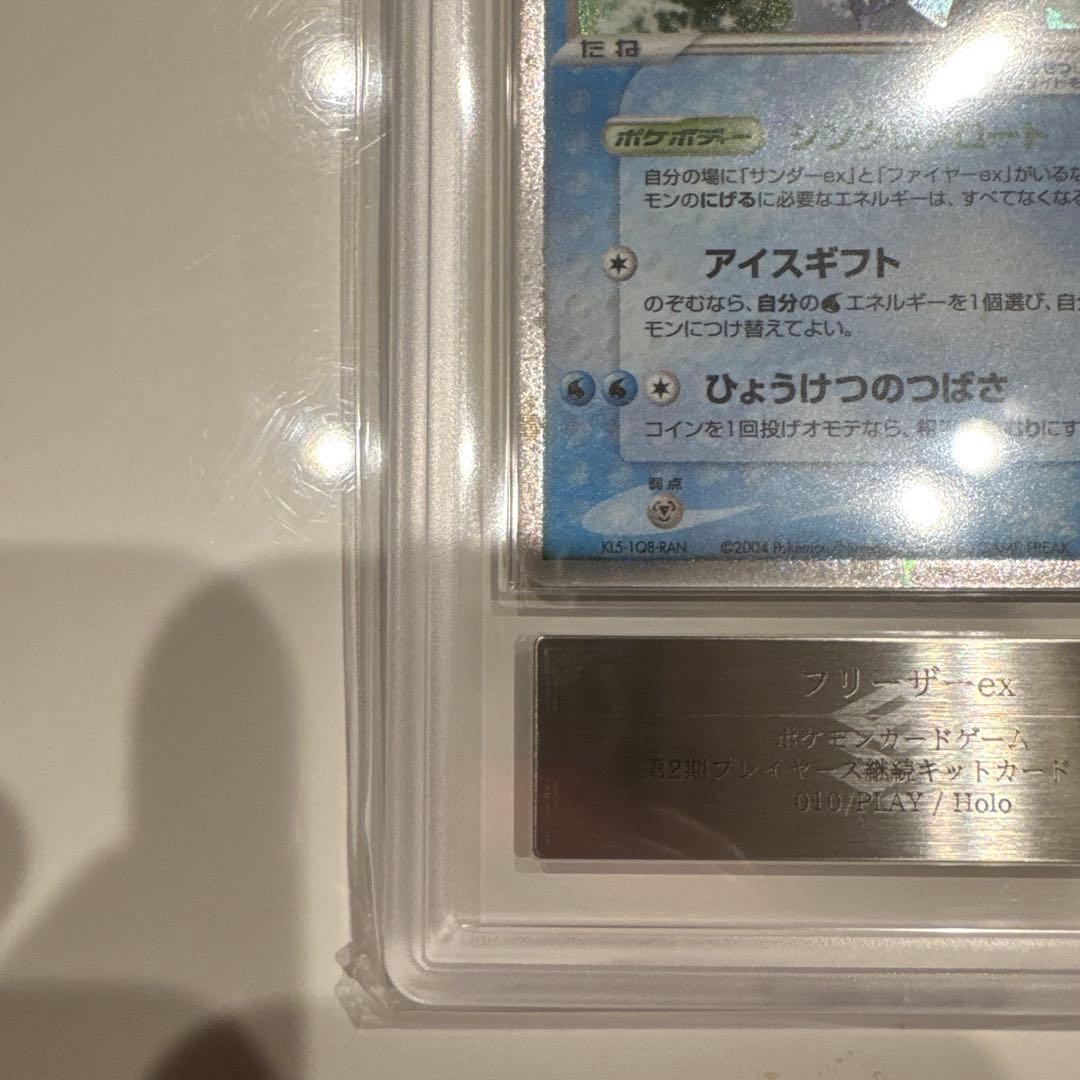 たね
ポケボディー
自分の場に「サンダーex」と「ファイヤーex」がいるな
モンのにげるに必要なエネルギーは、すべてなくなる
アイスギフト
のぞむなら、自分のエネルギーを1個選び、自分
モンにつけ替えてよい。
ひょうけつのつばさ
コインを1回投げオモテなら、
弱点
KL5-1Q8-RAN ©2004 Pokémon/Nintendo GAME FREAK
フリーザーex
ポケモンカードゲーム
第2期プレイヤーズ継続キットカード
010/PLAY / Holo